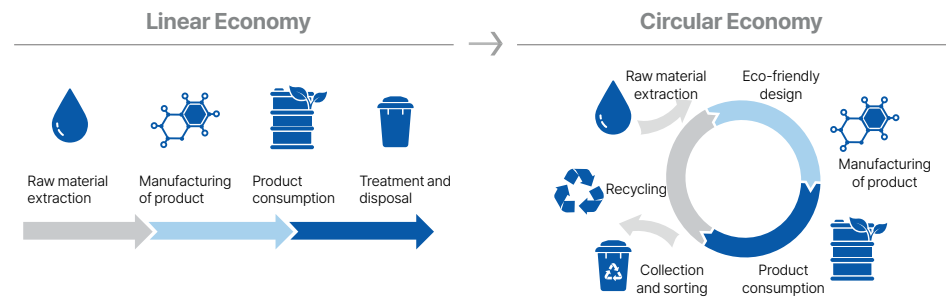 Linear Economy
Raw material
extraction
Manufacturing
of product
Product
consumption
Treatment and
disposal
Circular Economy
Raw material
extraction
Eco-friendly
design
Manufacturing
of product
Product
consumption
Collection
and sorting
Recycling